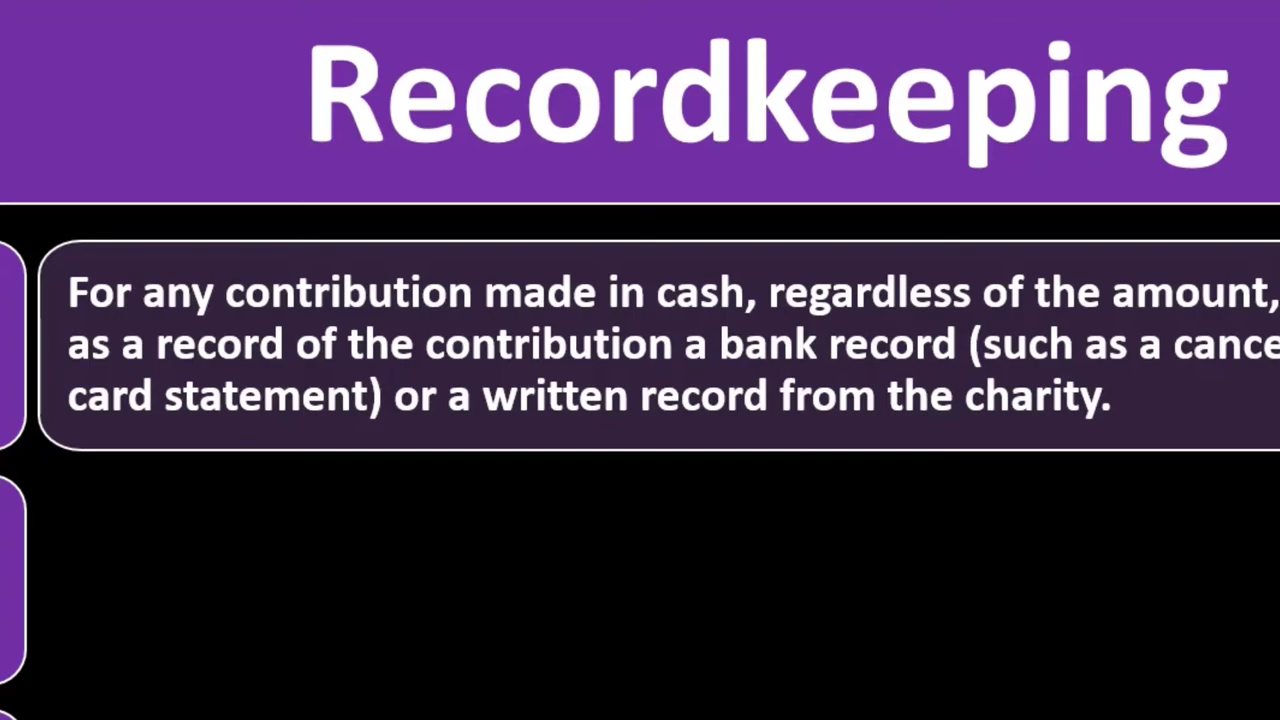 Recordkeeping
For any contribution made in cash, regardless of the amount,
as a record of the contribution a bank record (such as a cance
card statement) or a written record from the charity.